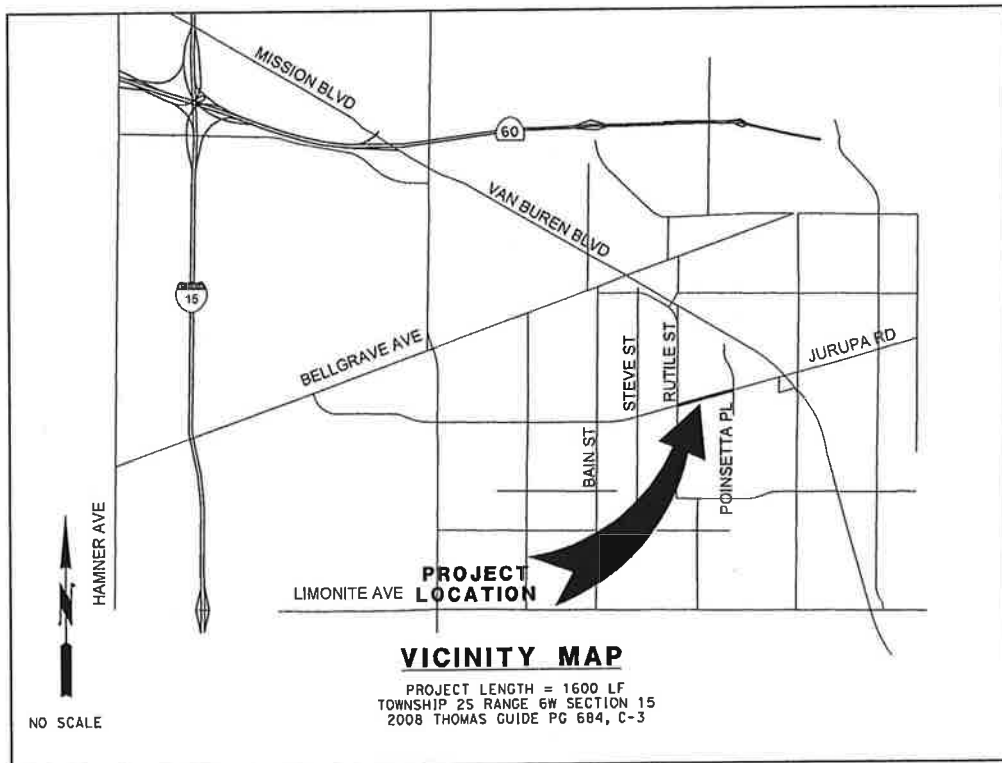 MISSION BLVD
60
VAN BUREN BLVD
15
BELLGRAVE AVE
STEVE ST
RUTILE ST
JURUPA RD
BAIN ST
POINSETTA PL
HAMNER AVE
N
LIMONITE AVE
PROJECT
LOCATION
VICINITY MAP
PROJECT LENGTH = 1600 LF
TOWNSHIP 2S RANGE 6W SECTION 15
2008 THOMAS GUIDE PG 684, C-3
NO SCALE